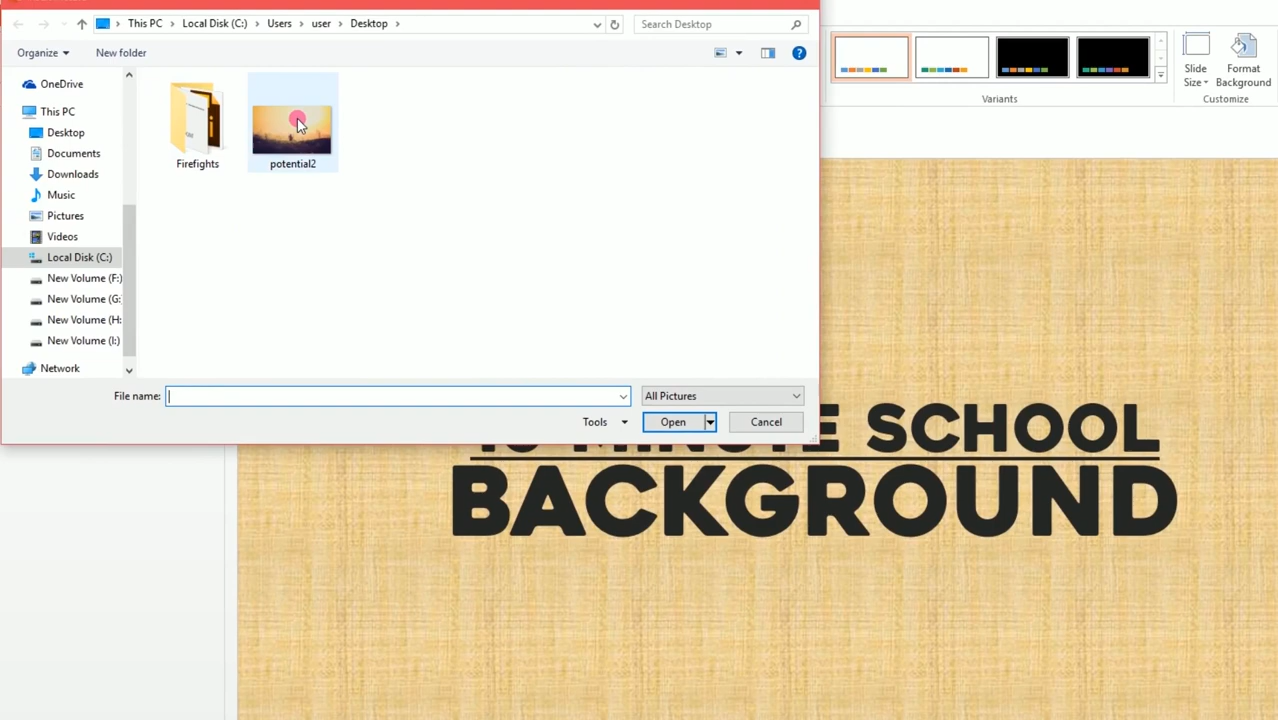 This PC > Local Disk (C:) > Users > user > Desktop >
Search Desktop
Organize
New folder
OneDrive
This PC
Desktop
Documents
Downloads
Music
Pictures
Videos
Local Disk (C:)
New Volume (F:)
New Volume (G:
New Volume (H:
New Volume (I:)
Network
Firefights
potential2
File name:
All Pictures
Tools
Open
Cancel
Slide
Size
Format
Background
Variants
Customize
SCHOOL
BACKGROUND